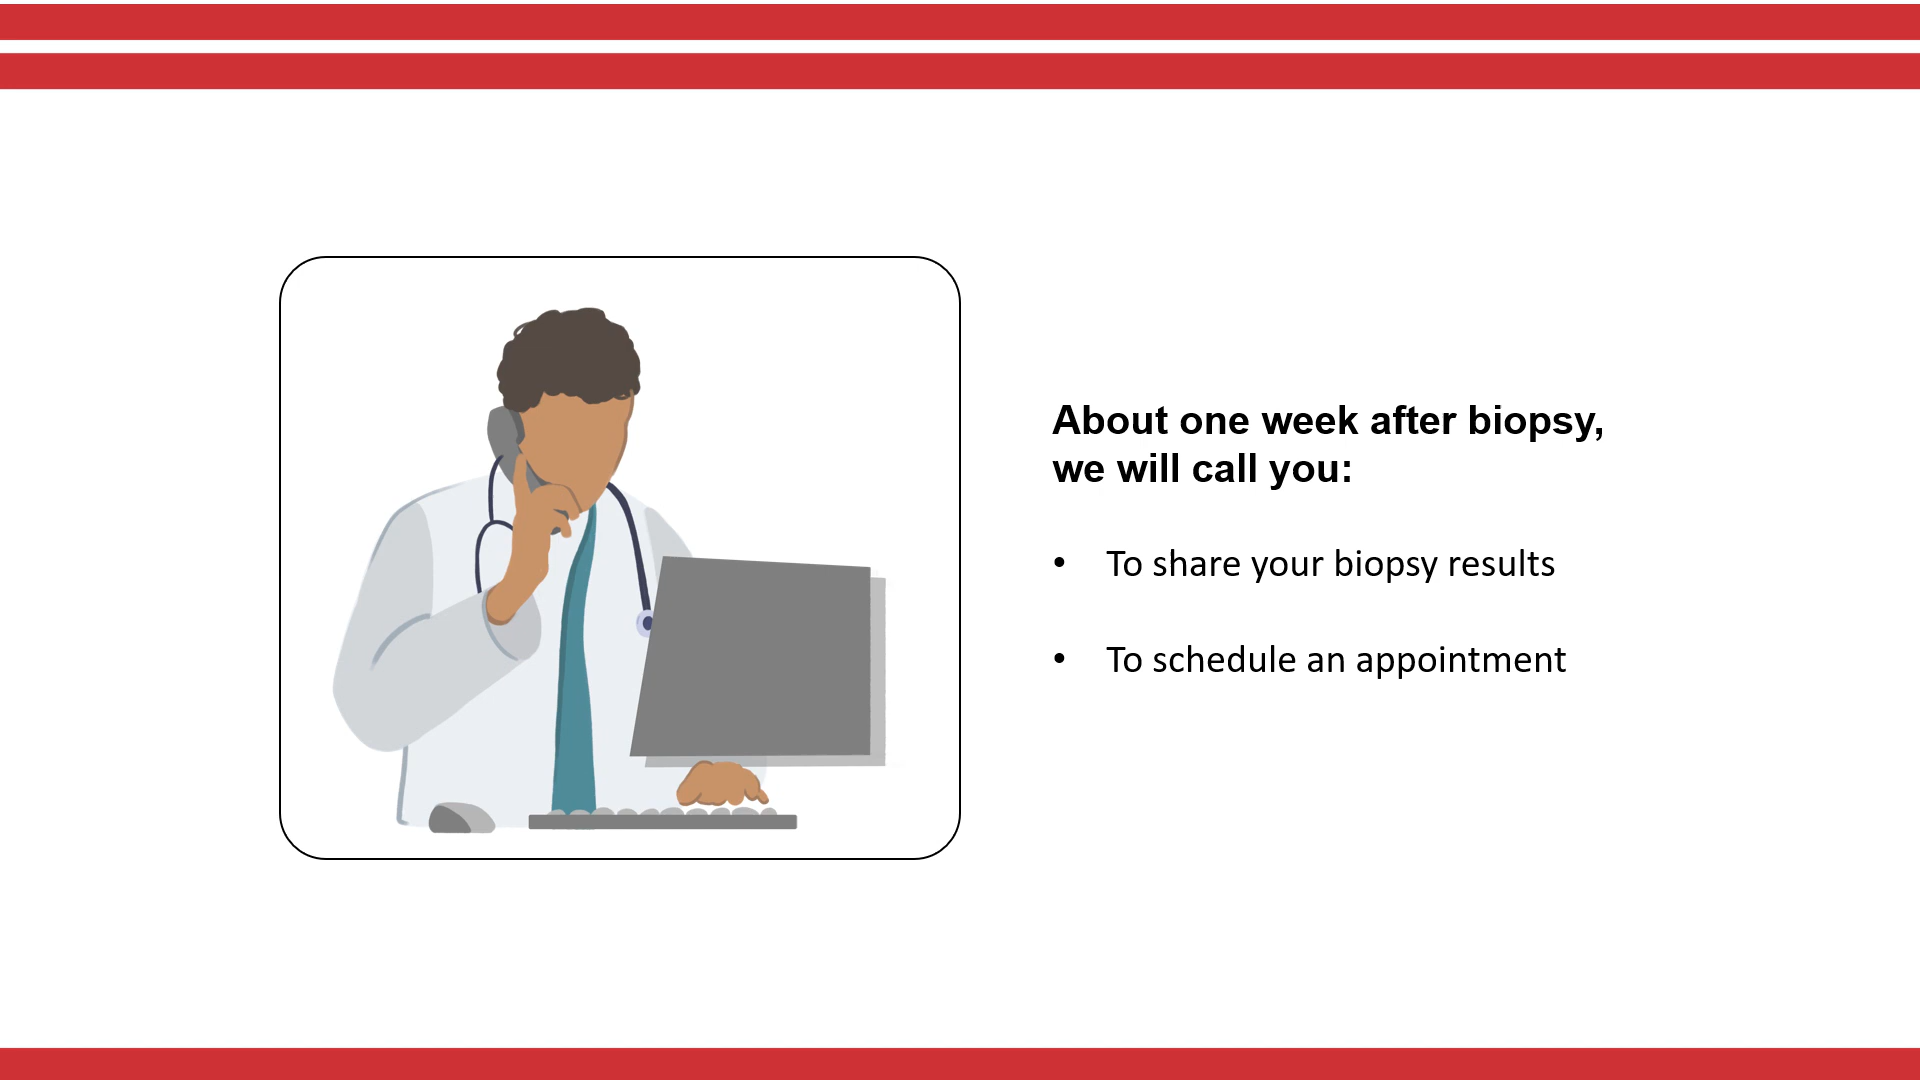 About one week after biopsy,
we will call you:
• To share your biopsy results
• To schedule an appointment